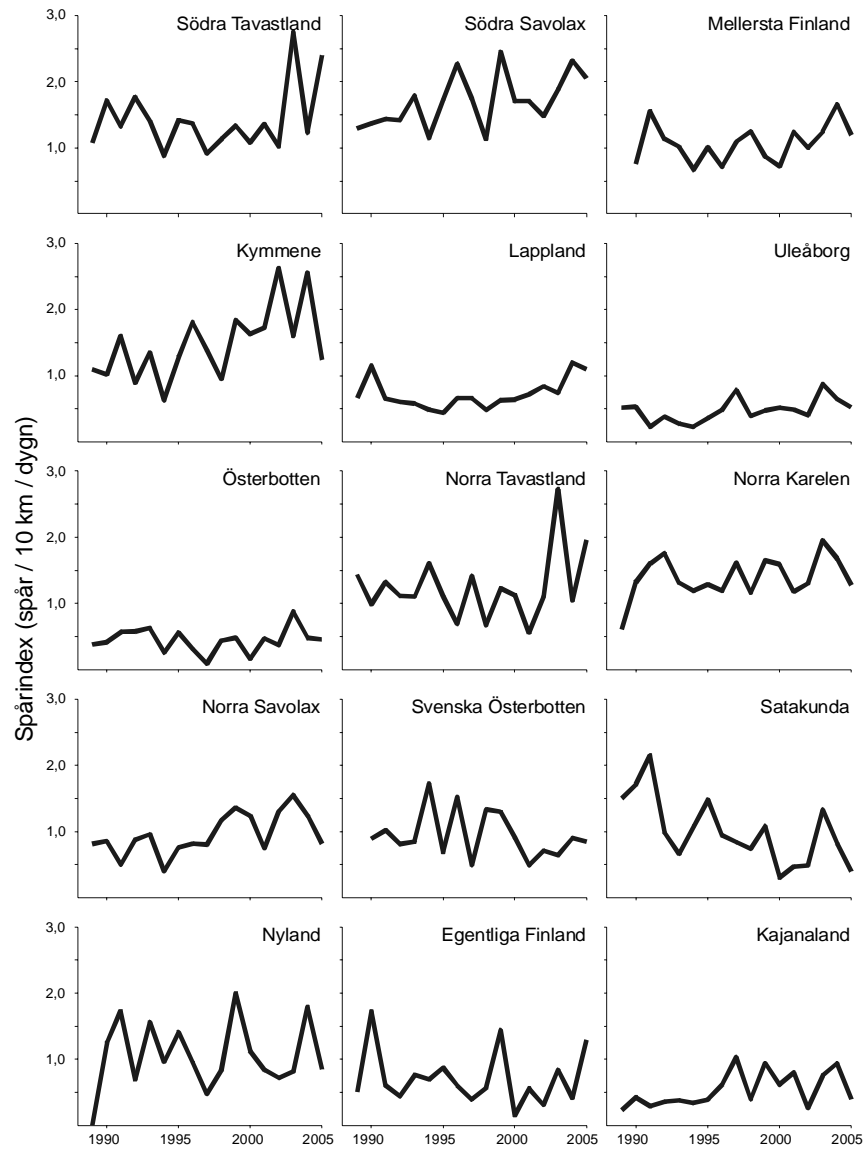 Spårindex (spår / 10 km / dygn)
3,0
2,0
1,0
Södra Tavastland
Södra Savolax
Mellersta Finland
3,0
2,0
1,0
Kymmene
Lappland
Uleåborg
3,0
2,0
1,0
Österbotten
Norra Tavastland
Norra Karelen
3,0
2,0
1,0
Norra Savolax
Svenska Österbotten
Satakunda
3,0
2,0
1,0
Nyland
Egentliga Finland
Kajanaland
1990 1995 2000 2005
1990 1995 2000 2005
1990 1995 2000 2005